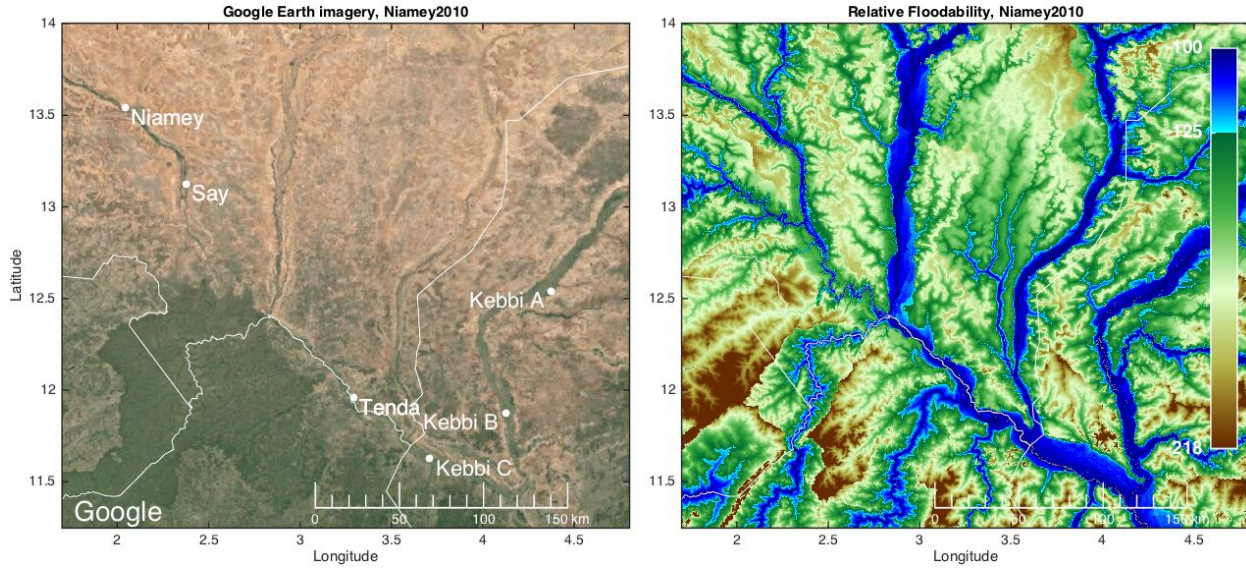 Google Earth imagery, Niamey2010
14
13.5
13
12.5
12
11.5
Latitude
Niamey
Say
Kebbi A
Tenda
Kebbi B
Kebbi C
Google
0 50 100 150 km
2 2.5 3 3.5 4 4.5
Longitude
Relative Floodability, Niamey2010
14
13.5
13
12.5
12
11.5
-100
-125
218
0 50 100 150 km
2 2.5 3 3.5 4 4.5
Longitude